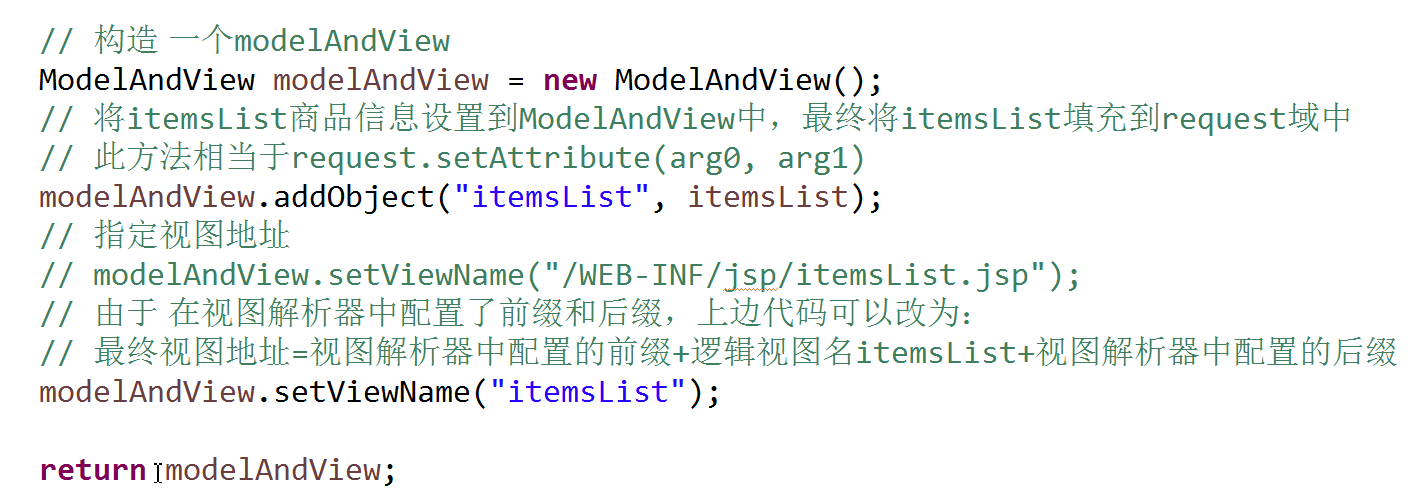 // 构造 一个modelAndView
ModelAndView modelAndView = new ModelAndView();
// 将itemsList商品信息设置到ModelAndView中，最终将itemsList填充到request域中
// 此方法相当于request.setAttribute(arg0, arg1)
modelAndView.addObject("itemsList", itemsList);
// 指定视图地址
// modelAndView.setViewName("/WEB-INF/jsp/itemsList.jsp");
// 由于 在视图解析器中配置了前缀和后缀，上边代码可以改为：
// 最终视图地址=视图解析器中配置的前缀+逻辑视图名itemsList+视图解析器中配置的后缀
modelAndView.setViewName("itemsList");
return modelAndView;